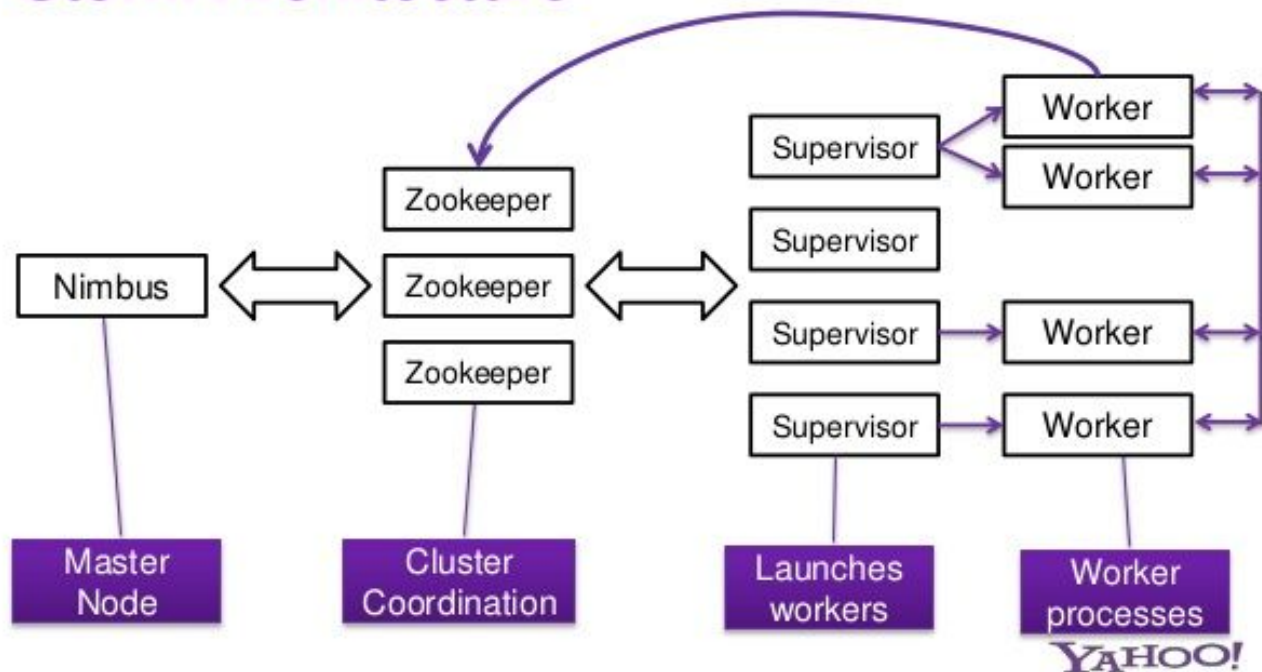 Zookeeper
Zookeeper
Zookeeper
Nimbus
Supervisor
Supervisor
Supervisor
Supervisor
Worker
Worker
Worker
Worker
Master
Node
Cluster
Coordination
Launches
workers
Worker
processes
YAHOO!